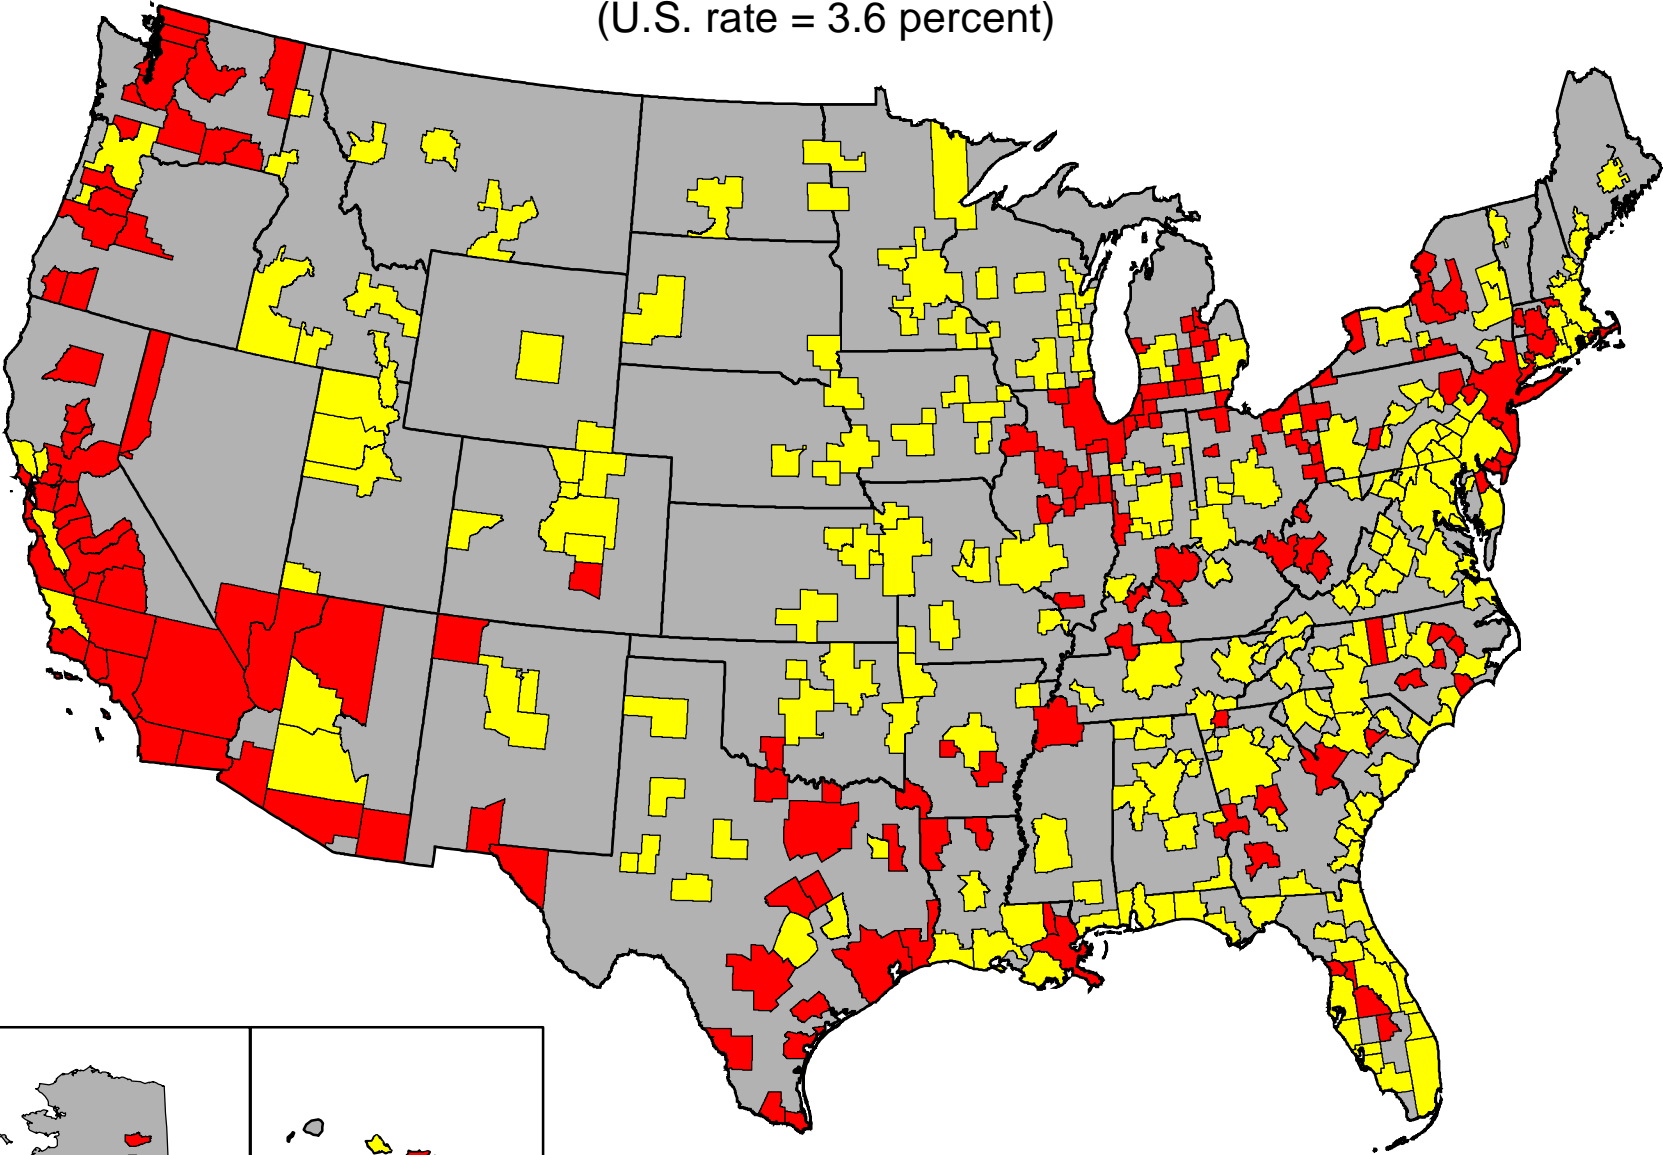 (U.S. rate = 3.6 percent)